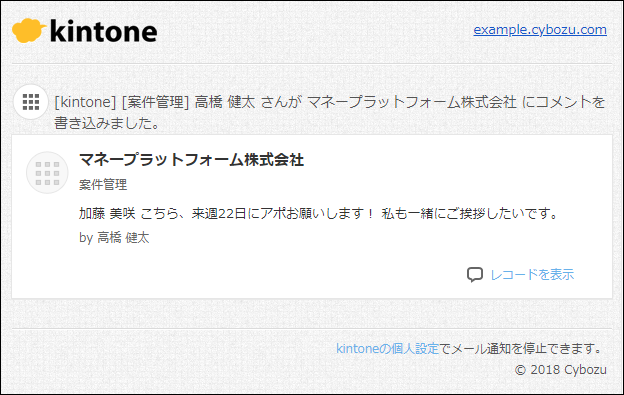 kintone
example.cybozu.com
[kintone] [案件管理] 高橋 健太 さんが マネープラットフォーム株式会社 にコメントを
書き込みました。
マネープラットフォーム株式会社
案件管理
加藤 美咲 こちら、来週22日にアポお願いします！ 私も一緒にご挨拶したいです。
by 高橋 健太
レコードを表示
kintoneの個人設定でメール通知を停止できます。
© 2018 Cybozu